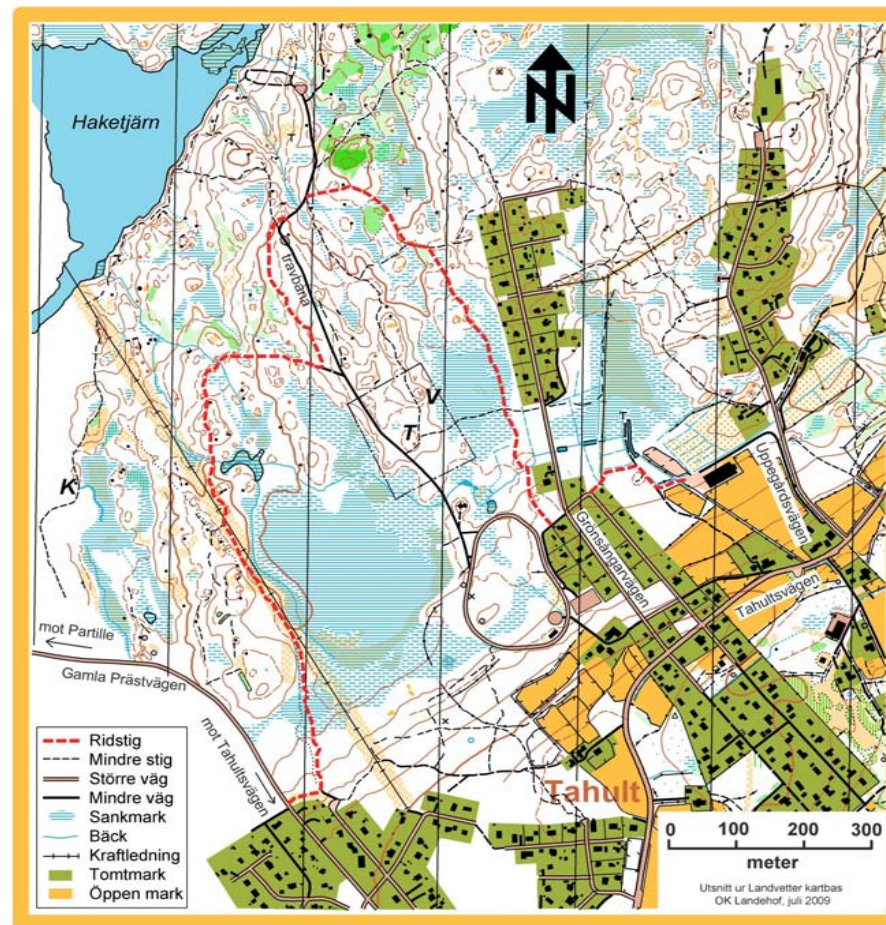 Haketjärn
N
travbana
V
T
K
Uppegårdsvägen
Grönsångarvägen
Tahultsvägen
mot Partille
Gamla Prästvägen
mot Tahultsvägen
Tahult
Ridstig
Mindre stig
Större väg
Mindre väg
Sankmark
Bäck
Kraftledning
Tomtmark
Öppen mark
0 100 200 300
meter
Utsnitt ur Landvetter kartbas
OK Landehof, juli 2009